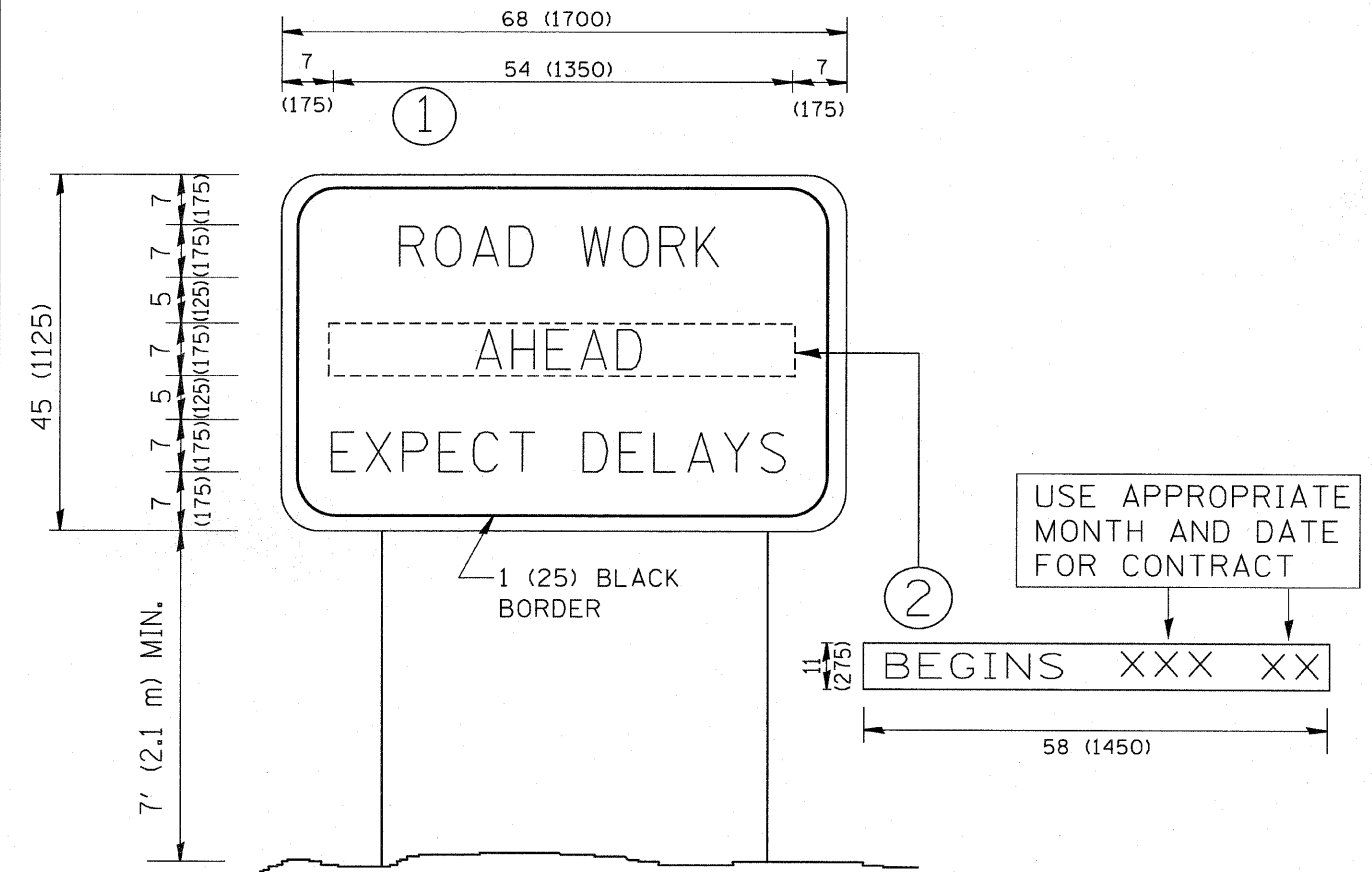 68 (1700)
7
54 (1350)
7
(175)
(175)
1
45 (1125)
7 (175)
7 (175)
5 (125)
7 (175)
5 (125)
7 (175)
7 (175)
ROAD WORK
AHEAD
EXPECT DELAYS
1 (25) BLACK
BORDER
7' (2.1 m) MIN.
2
USE APPROPRIATE
MONTH AND DATE
FOR CONTRACT
11
(275)
BEGINS XXX XX
58 (1450)